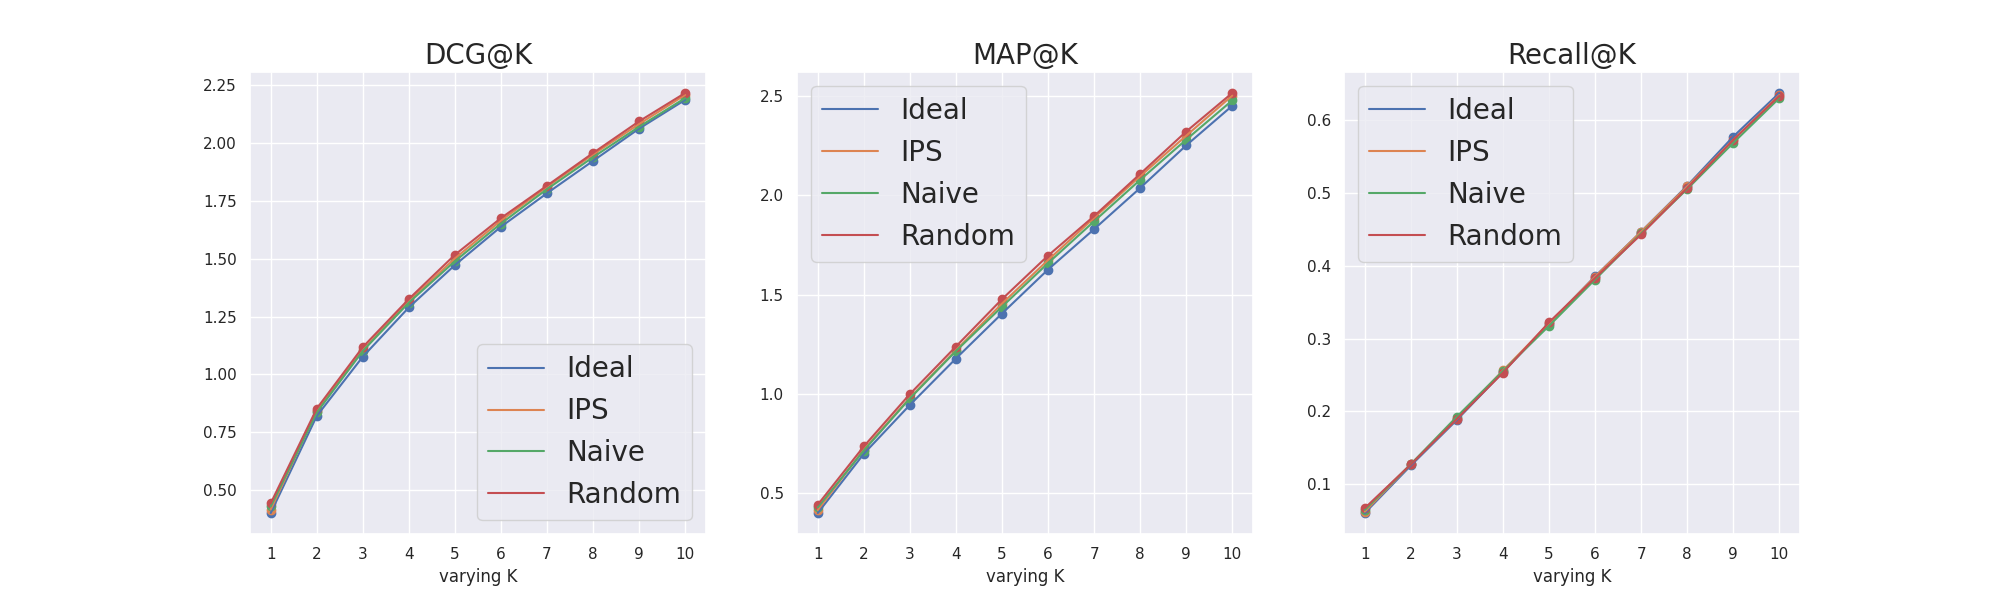 DCG@K
2.25
2.00
1.75
1.50
1.25
1.00
0.75
0.50
Ideal
IPS
Naive
Random
1 2 3 4 5 6 7 8 9 10
varying K
MAP@K
2.5
2.0
1.5
1.0
0.5
Ideal
IPS
Naive
Random
1 2 3 4 5 6 7 8 9 10
varying K
Recall@K
0.6
0.5
0.4
0.3
0.2
0.1
Ideal
IPS
Naive
Random
1 2 3 4 5 6 7 8 9 10
varying K